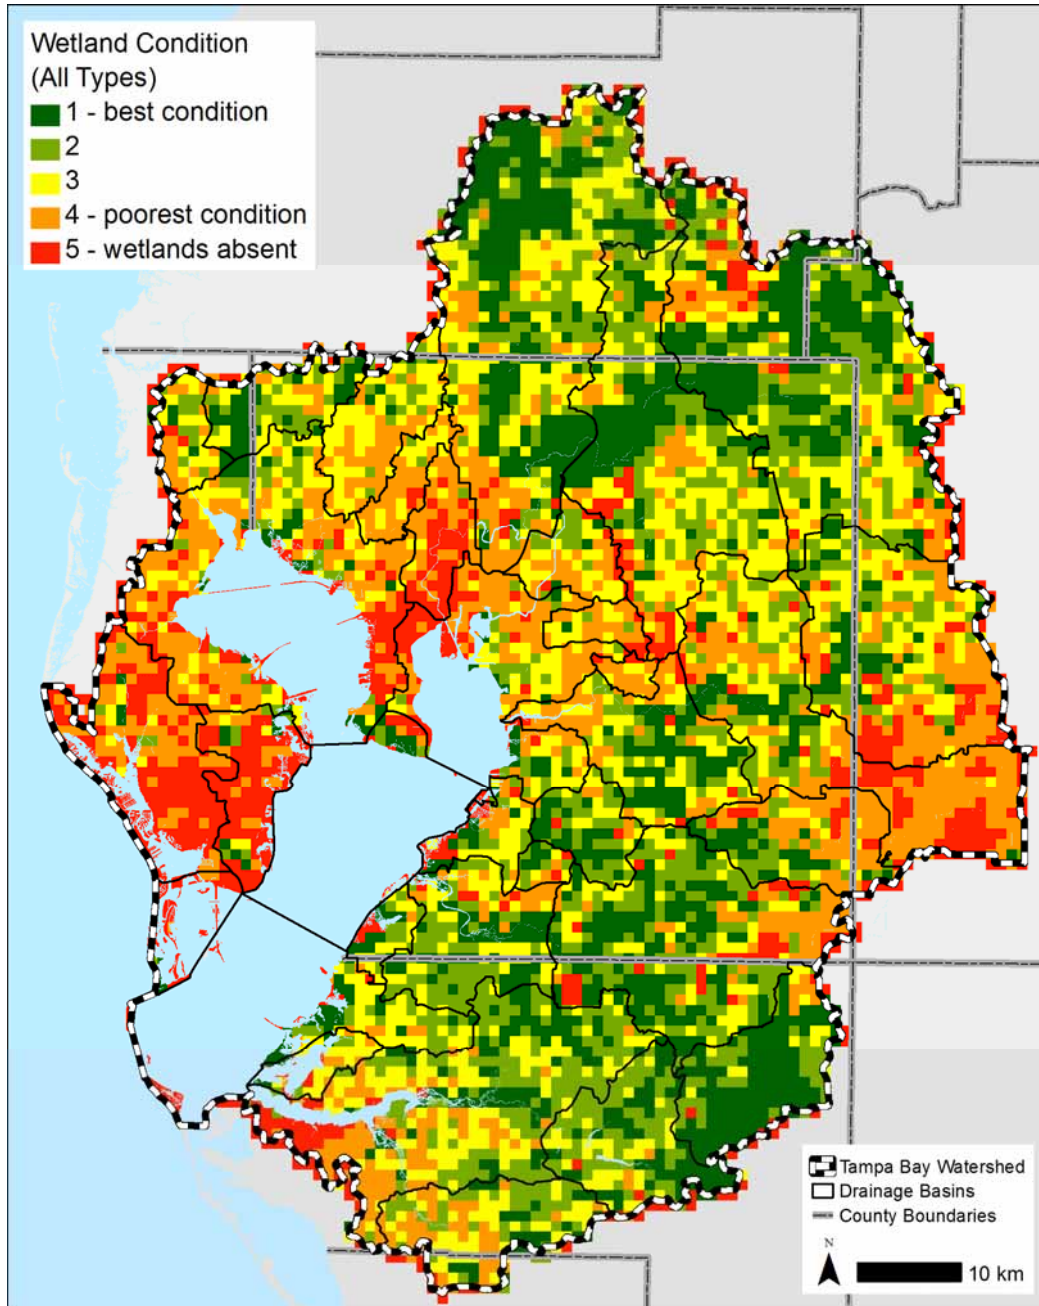 Wetland Condition
(All Types)
1 - best condition
2
3
4 - poorest condition
5 - wetlands absent
Tampa Bay Watershed
Drainage Basins
County Boundaries
N
10 km